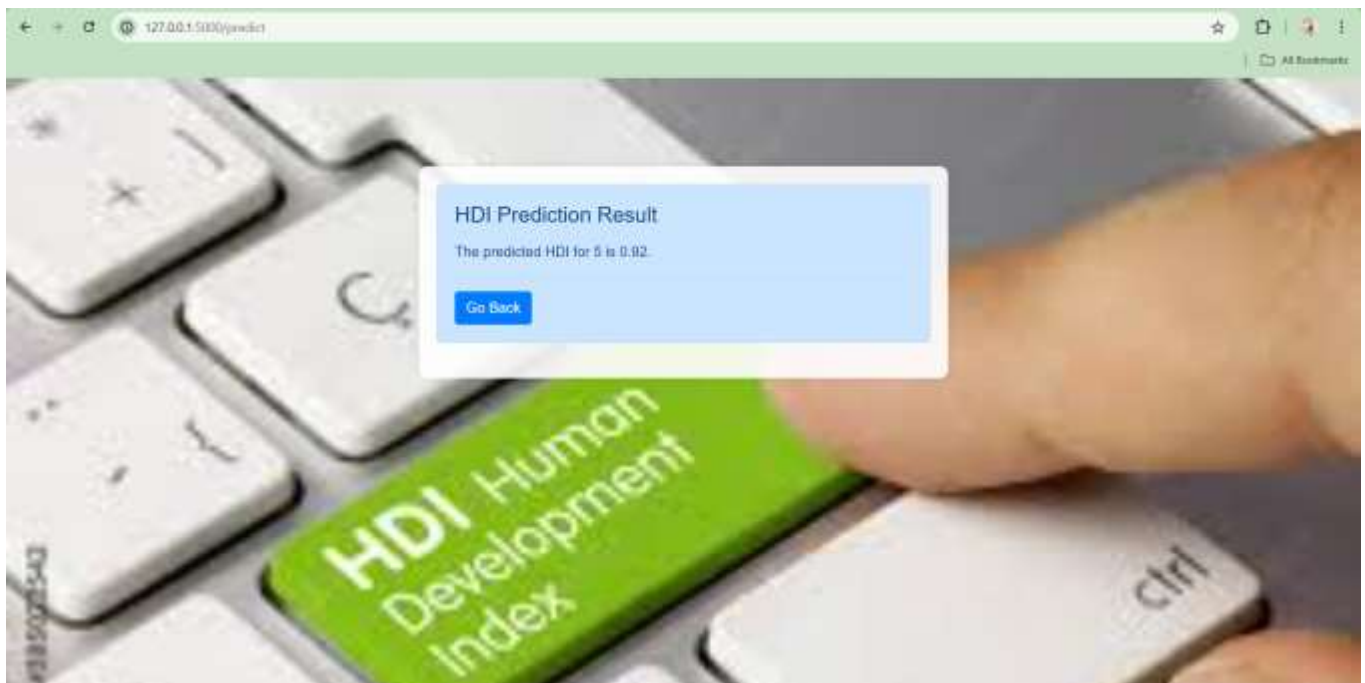 127.0.0.1:5000/predict
All Bookmarks
HDI Prediction Result
The predicted HDI for 5 is 0.92.
Go Back
HDI Human
Development
Index
ctrl